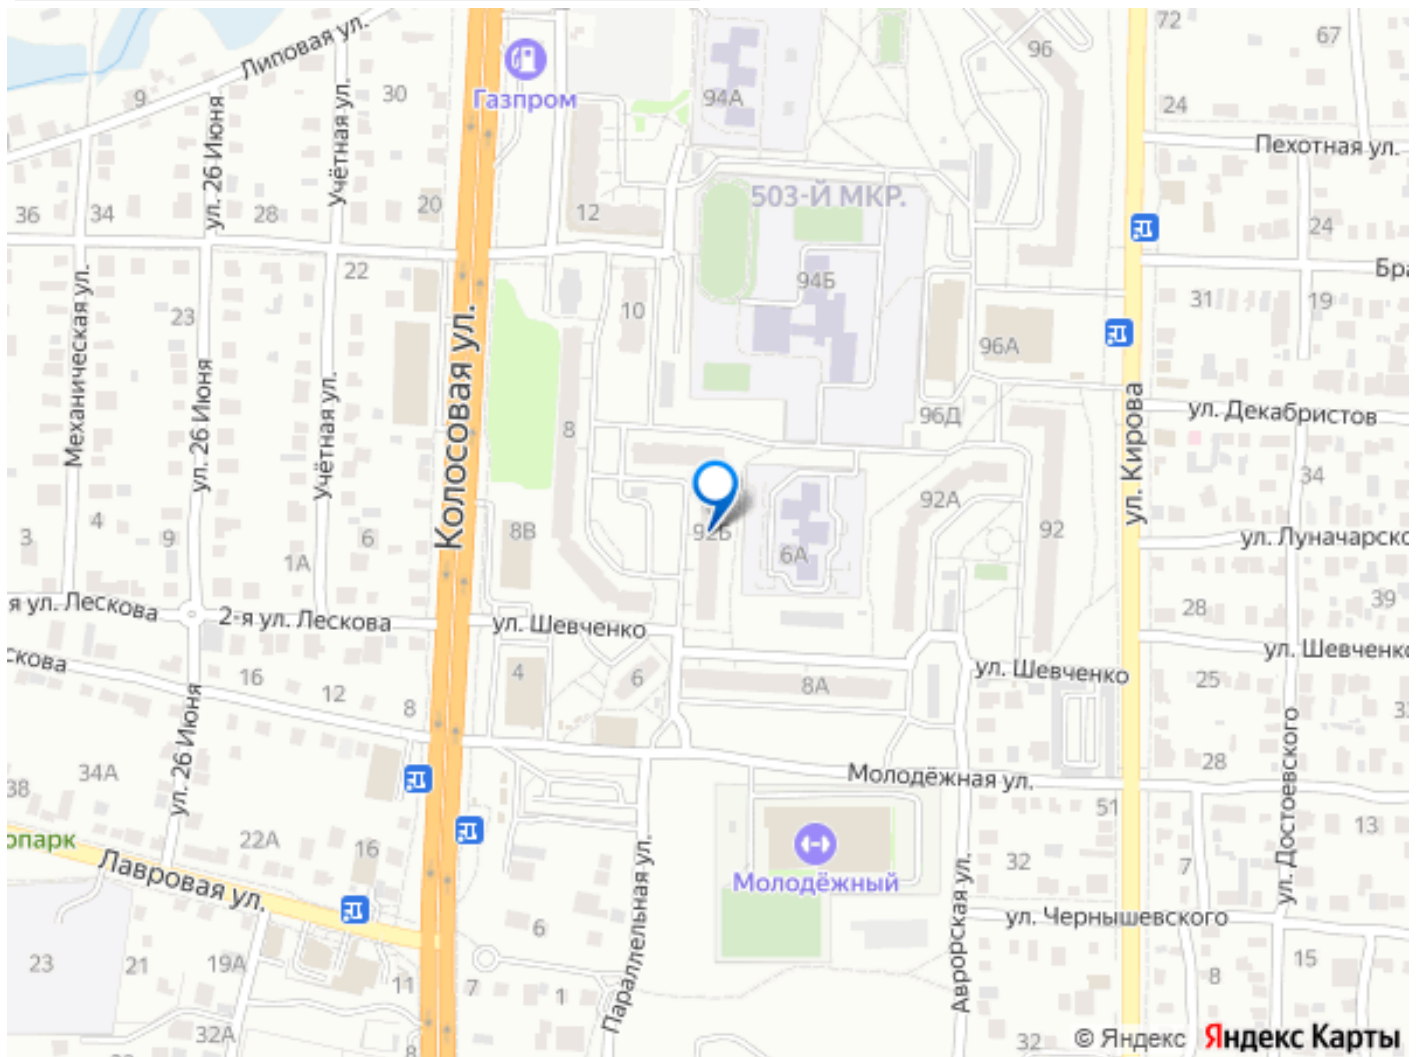 72
67
96
Липовая ул.
9
30
Газпром
94А
24
Пехотная ул.
ул. 26 Июня
Учётная ул.
503-Й МКР.
36
34
28
20
12
24
22
Бра
94Б
31
19
23
10
96А
Механическая ул.
ул. 26 Июня
Учётная ул.
Колосовая ул.
8
96Д
ул. Кирова
ул. Декабристов
34
92А
92
3
4
9
6
8В
92Б
6А
ул. Луначарско
1А
28
39
я ул. Лескова
2-я ул. Лескова
ул. Шевченко
ул. Шевченко
скова
16
12
8
4
6
8А
ул. Шевченко
25
ул. 26 Июня
28
34А
38
Молодёжная ул.
51
13
ул. Достоевского
опарк
22А
16
Лавровая ул.
Молодёжный
32
7
Параллельная ул.
Аврорская ул.
6
ул. Чернышевского
23
21
19А
11
7
1
8
15
32А
8
32
© Яндекс
Яндекс Карты